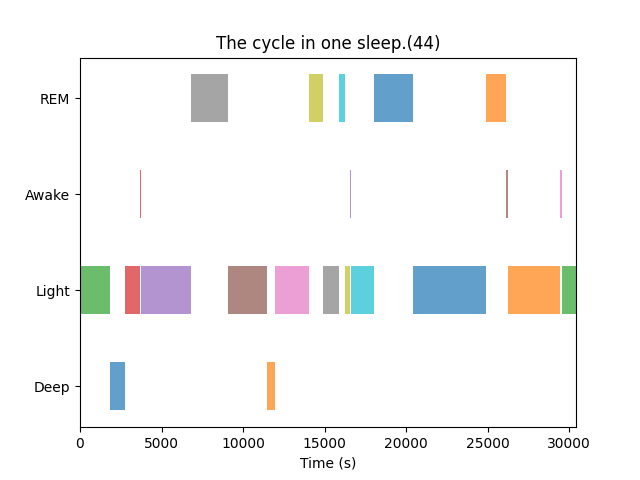 The cycle in one sleep.(44)
REM
Awake
Light
Deep
0 5000 10000 15000 20000 25000 30000
Time (s)